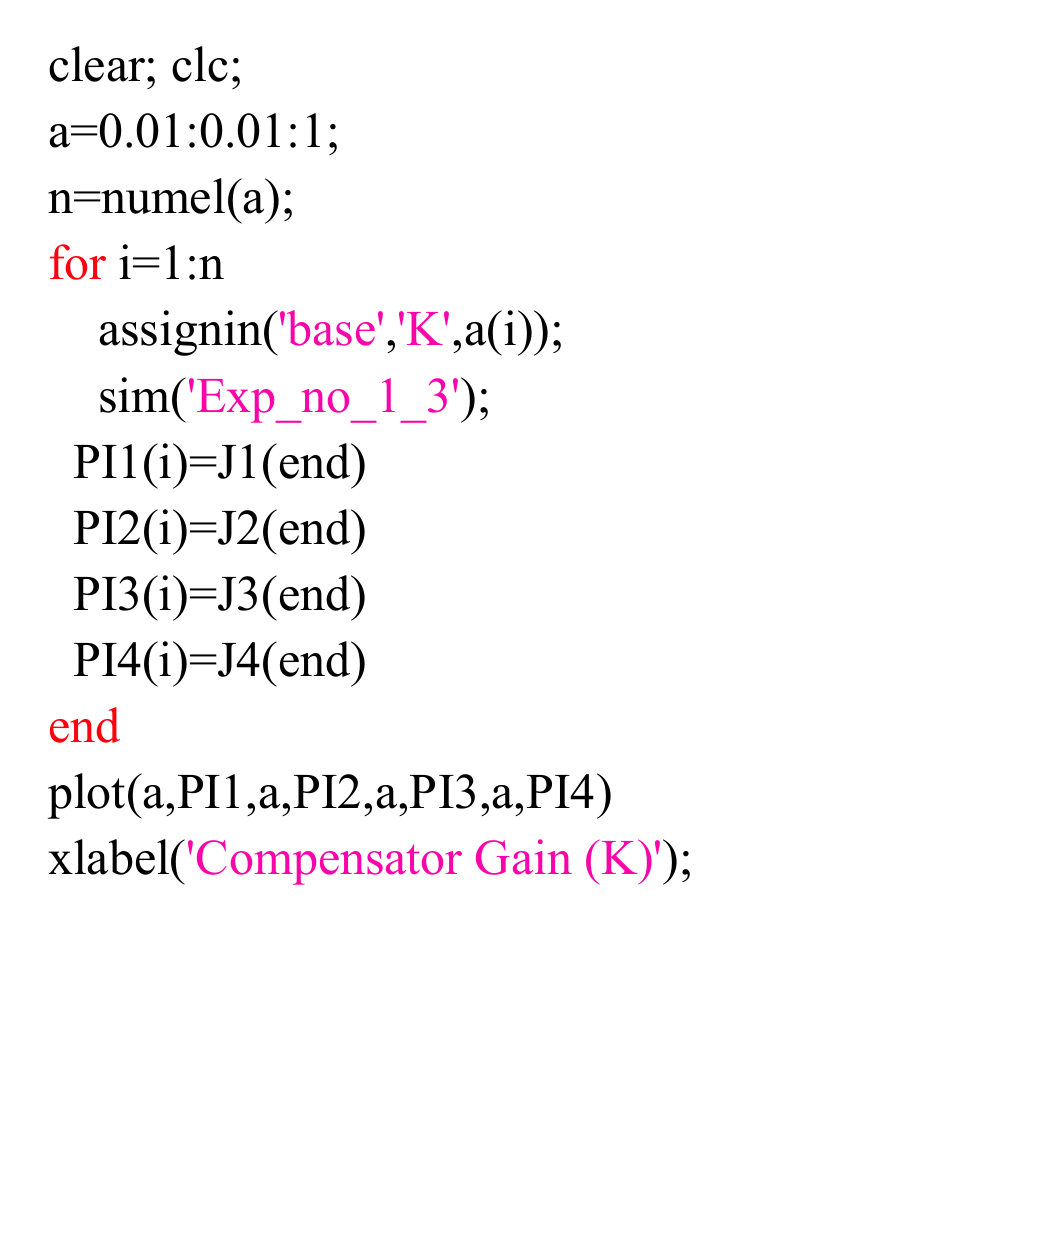 clear; clc;
a=0.01:0.01:1;
n=numel(a);
for i=1:n
    assignin('base','K',a(i));
    sim('Exp_no_1_3');
  PI1(i)=J1(end)
  PI2(i)=J2(end)
  PI3(i)=J3(end)
  PI4(i)=J4(end)
end
plot(a,PI1,a,PI2,a,PI3,a,PI4)
xlabel('Compensator Gain (K)');